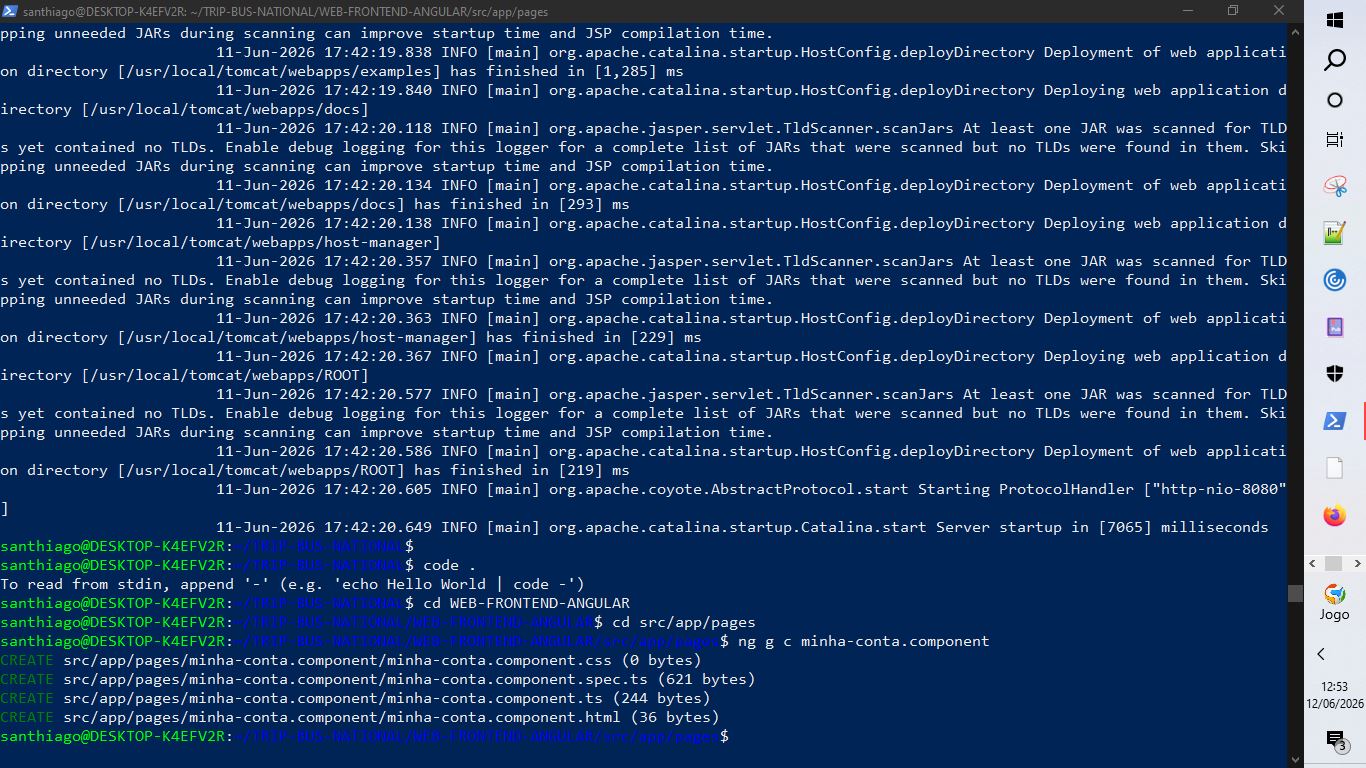 santhiago@DESKTOP-K4EFV2R: ~/TRIP-BUS-NATIONAL/WEB-FRONTEND-ANGULAR/src/app/pages
pping unneeded JARs during scanning can improve startup time and JSP compilation time.
11-Jun-2026 17:42:19.838 INFO [main] org.apache.catalina.startup.HostConfig.deployDirectory Deployment of web applicati
on directory [/usr/local/tomcat/webapps/examples] has finished in [1,285] ms
11-Jun-2026 17:42:19.840 INFO [main] org.apache.catalina.startup.HostConfig.deployDirectory Deploying web application d
irectory [/usr/local/tomcat/webapps/docs]
11-Jun-2026 17:42:20.118 INFO [main] org.apache.jasper.servlet.TldScanner.scanJars At least one JAR was scanned for TLD
s yet contained no TLDs. Enable debug logging for this logger for a complete list of JARs that were scanned but no TLDs were found in them. Ski
pping unneeded JARs during scanning can improve startup time and JSP compilation time.
11-Jun-2026 17:42:20.134 INFO [main] org.apache.catalina.startup.HostConfig.deployDirectory Deployment of web applicati
on directory [/usr/local/tomcat/webapps/docs] has finished in [293] ms
11-Jun-2026 17:42:20.138 INFO [main] org.apache.catalina.startup.HostConfig.deployDirectory Deploying web application d
irectory [/usr/local/tomcat/webapps/host-manager]
11-Jun-2026 17:42:20.357 INFO [main] org.apache.jasper.servlet.TldScanner.scanJars At least one JAR was scanned for TLD
s yet contained no TLDs. Enable debug logging for this logger for a complete list of JARs that were scanned but no TLDs were found in them. Ski
pping unneeded JARs during scanning can improve startup time and JSP compilation time.
11-Jun-2026 17:42:20.363 INFO [main] org.apache.catalina.startup.HostConfig.deployDirectory Deployment of web applicati
on directory [/usr/local/tomcat/webapps/host-manager] has finished in [229] ms
11-Jun-2026 17:42:20.367 INFO [main] org.apache.catalina.startup.HostConfig.deployDirectory Deploying web application d
irectory [/usr/local/tomcat/webapps/ROOT]
11-Jun-2026 17:42:20.577 INFO [main] org.apache.jasper.servlet.TldScanner.scanJars At least one JAR was scanned for TLD
s yet contained no TLDs. Enable debug logging for this logger for a complete list of JARs that were scanned but no TLDs were found in them. Ski
pping unneeded JARs during scanning can improve startup time and JSP compilation time.
11-Jun-2026 17:42:20.586 INFO [main] org.apache.catalina.startup.HostConfig.deployDirectory Deployment of web applicati
on directory [/usr/local/tomcat/webapps/ROOT] has finished in [219] ms
11-Jun-2026 17:42:20.605 INFO [main] org.apache.coyote.AbstractProtocol.start Starting ProtocolHandler ["http-nio-8080"
]
11-Jun-2026 17:42:20.649 INFO [main] org.apache.catalina.startup.Catalina.start Server startup in [7065] milliseconds
santhiago@DESKTOP-K4EFV2R:~/TRIP-BUS-NATIONAL$
santhiago@DESKTOP-K4EFV2R:~/TRIP-BUS-NATIONAL$ code .
To read from stdin, append '-' (e.g. 'echo Hello World | code -')
santhiago@DESKTOP-K4EFV2R:~/TRIP-BUS-NATIONAL$ cd WEB-FRONTEND-ANGULAR
santhiago@DESKTOP-K4EFV2R:~/TRIP-BUS-NATIONAL/WEB-FRONTEND-ANGULAR$ cd src/app/pages
santhiago@DESKTOP-K4EFV2R:~/TRIP-BUS-NATIONAL/WEB-FRONTEND-ANGULAR/src/app/pages$ ng g c minha-conta.component
CREATE src/app/pages/minha-conta.component/minha-conta.component.css (0 bytes)
CREATE src/app/pages/minha-conta.component/minha-conta.component.spec.ts (621 bytes)
CREATE src/app/pages/minha-conta.component/minha-conta.component.ts (244 bytes)
CREATE src/app/pages/minha-conta.component/minha-conta.component.html (36 bytes)
santhiago@DESKTOP-K4EFV2R:~/TRIP-BUS-NATIONAL/WEB-FRONTEND-ANGULAR/src/app/pages$
Jogo
12:53
12/06/2026
3